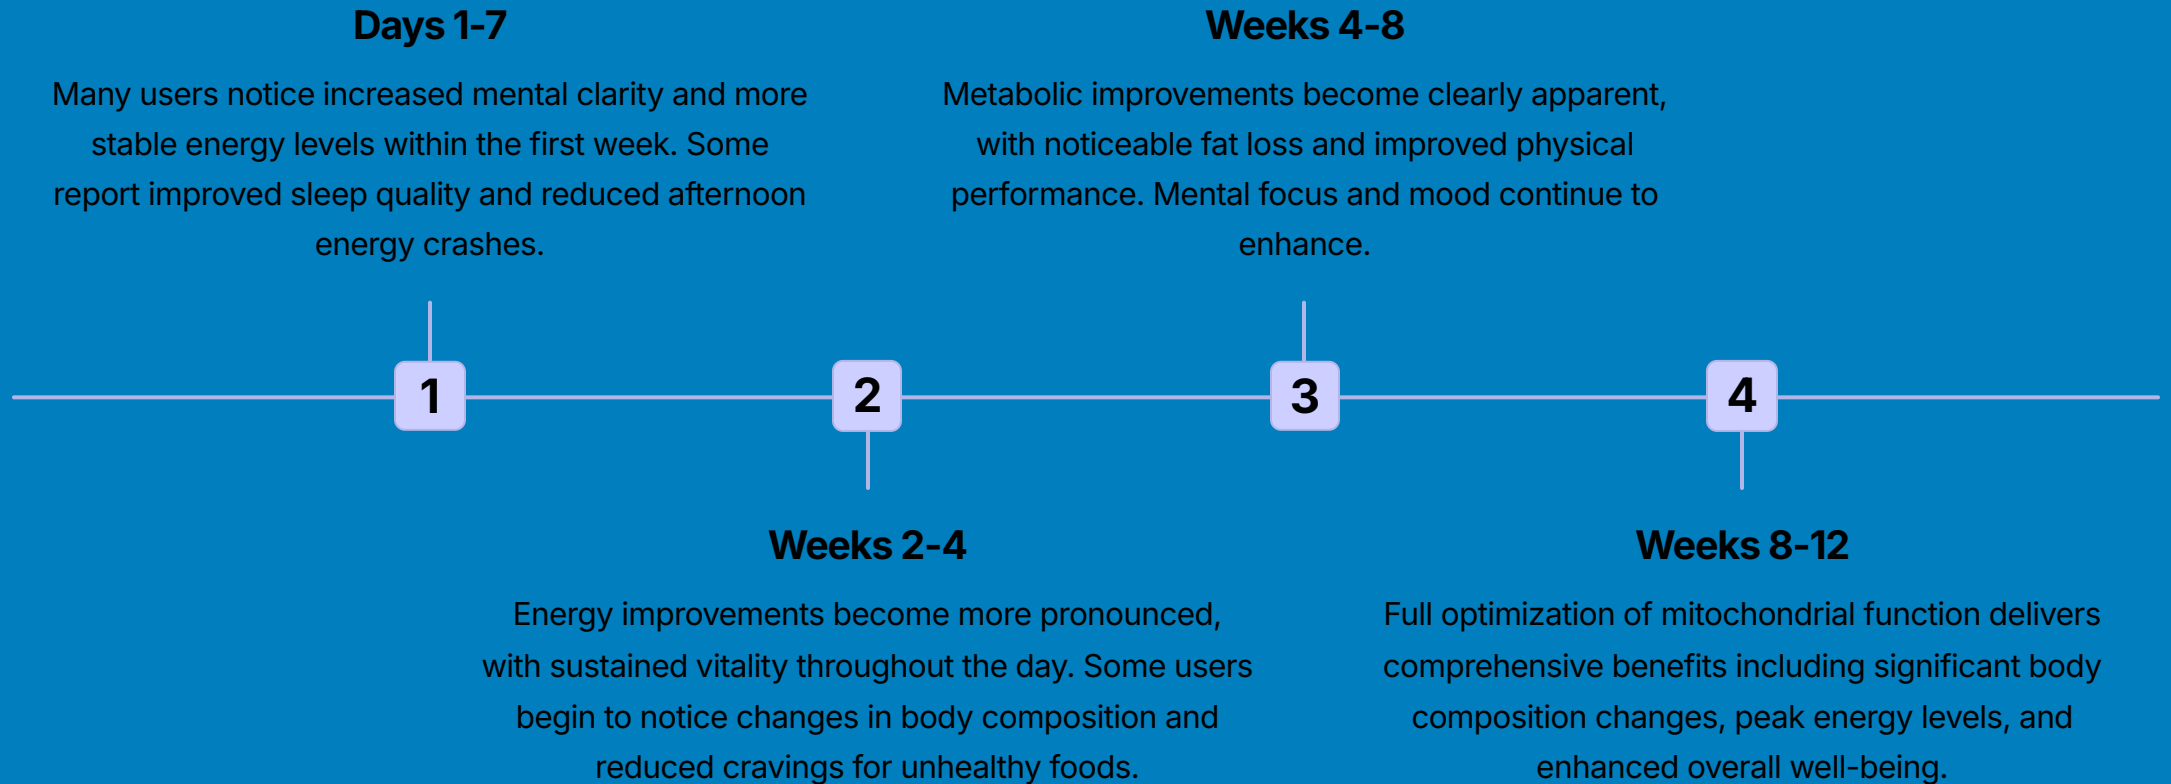 Days 1-7
Many users notice increased mental clarity and more
stable energy levels within the first week. Some
report improved sleep quality and reduced afternoon
energy crashes.
Weeks 4-8
Metabolic improvements become clearly apparent,
with noticeable fat loss and improved physical
performance. Mental focus and mood continue to
enhance.
1
2
3
4
Weeks 2-4
Energy improvements become more pronounced,
with sustained vitality throughout the day. Some users
begin to notice changes in body composition and
reduced cravings for unhealthy foods.
Weeks 8-12
Full optimization of mitochondrial function delivers
comprehensive benefits including significant body
composition changes, peak energy levels, and
enhanced overall well-being.